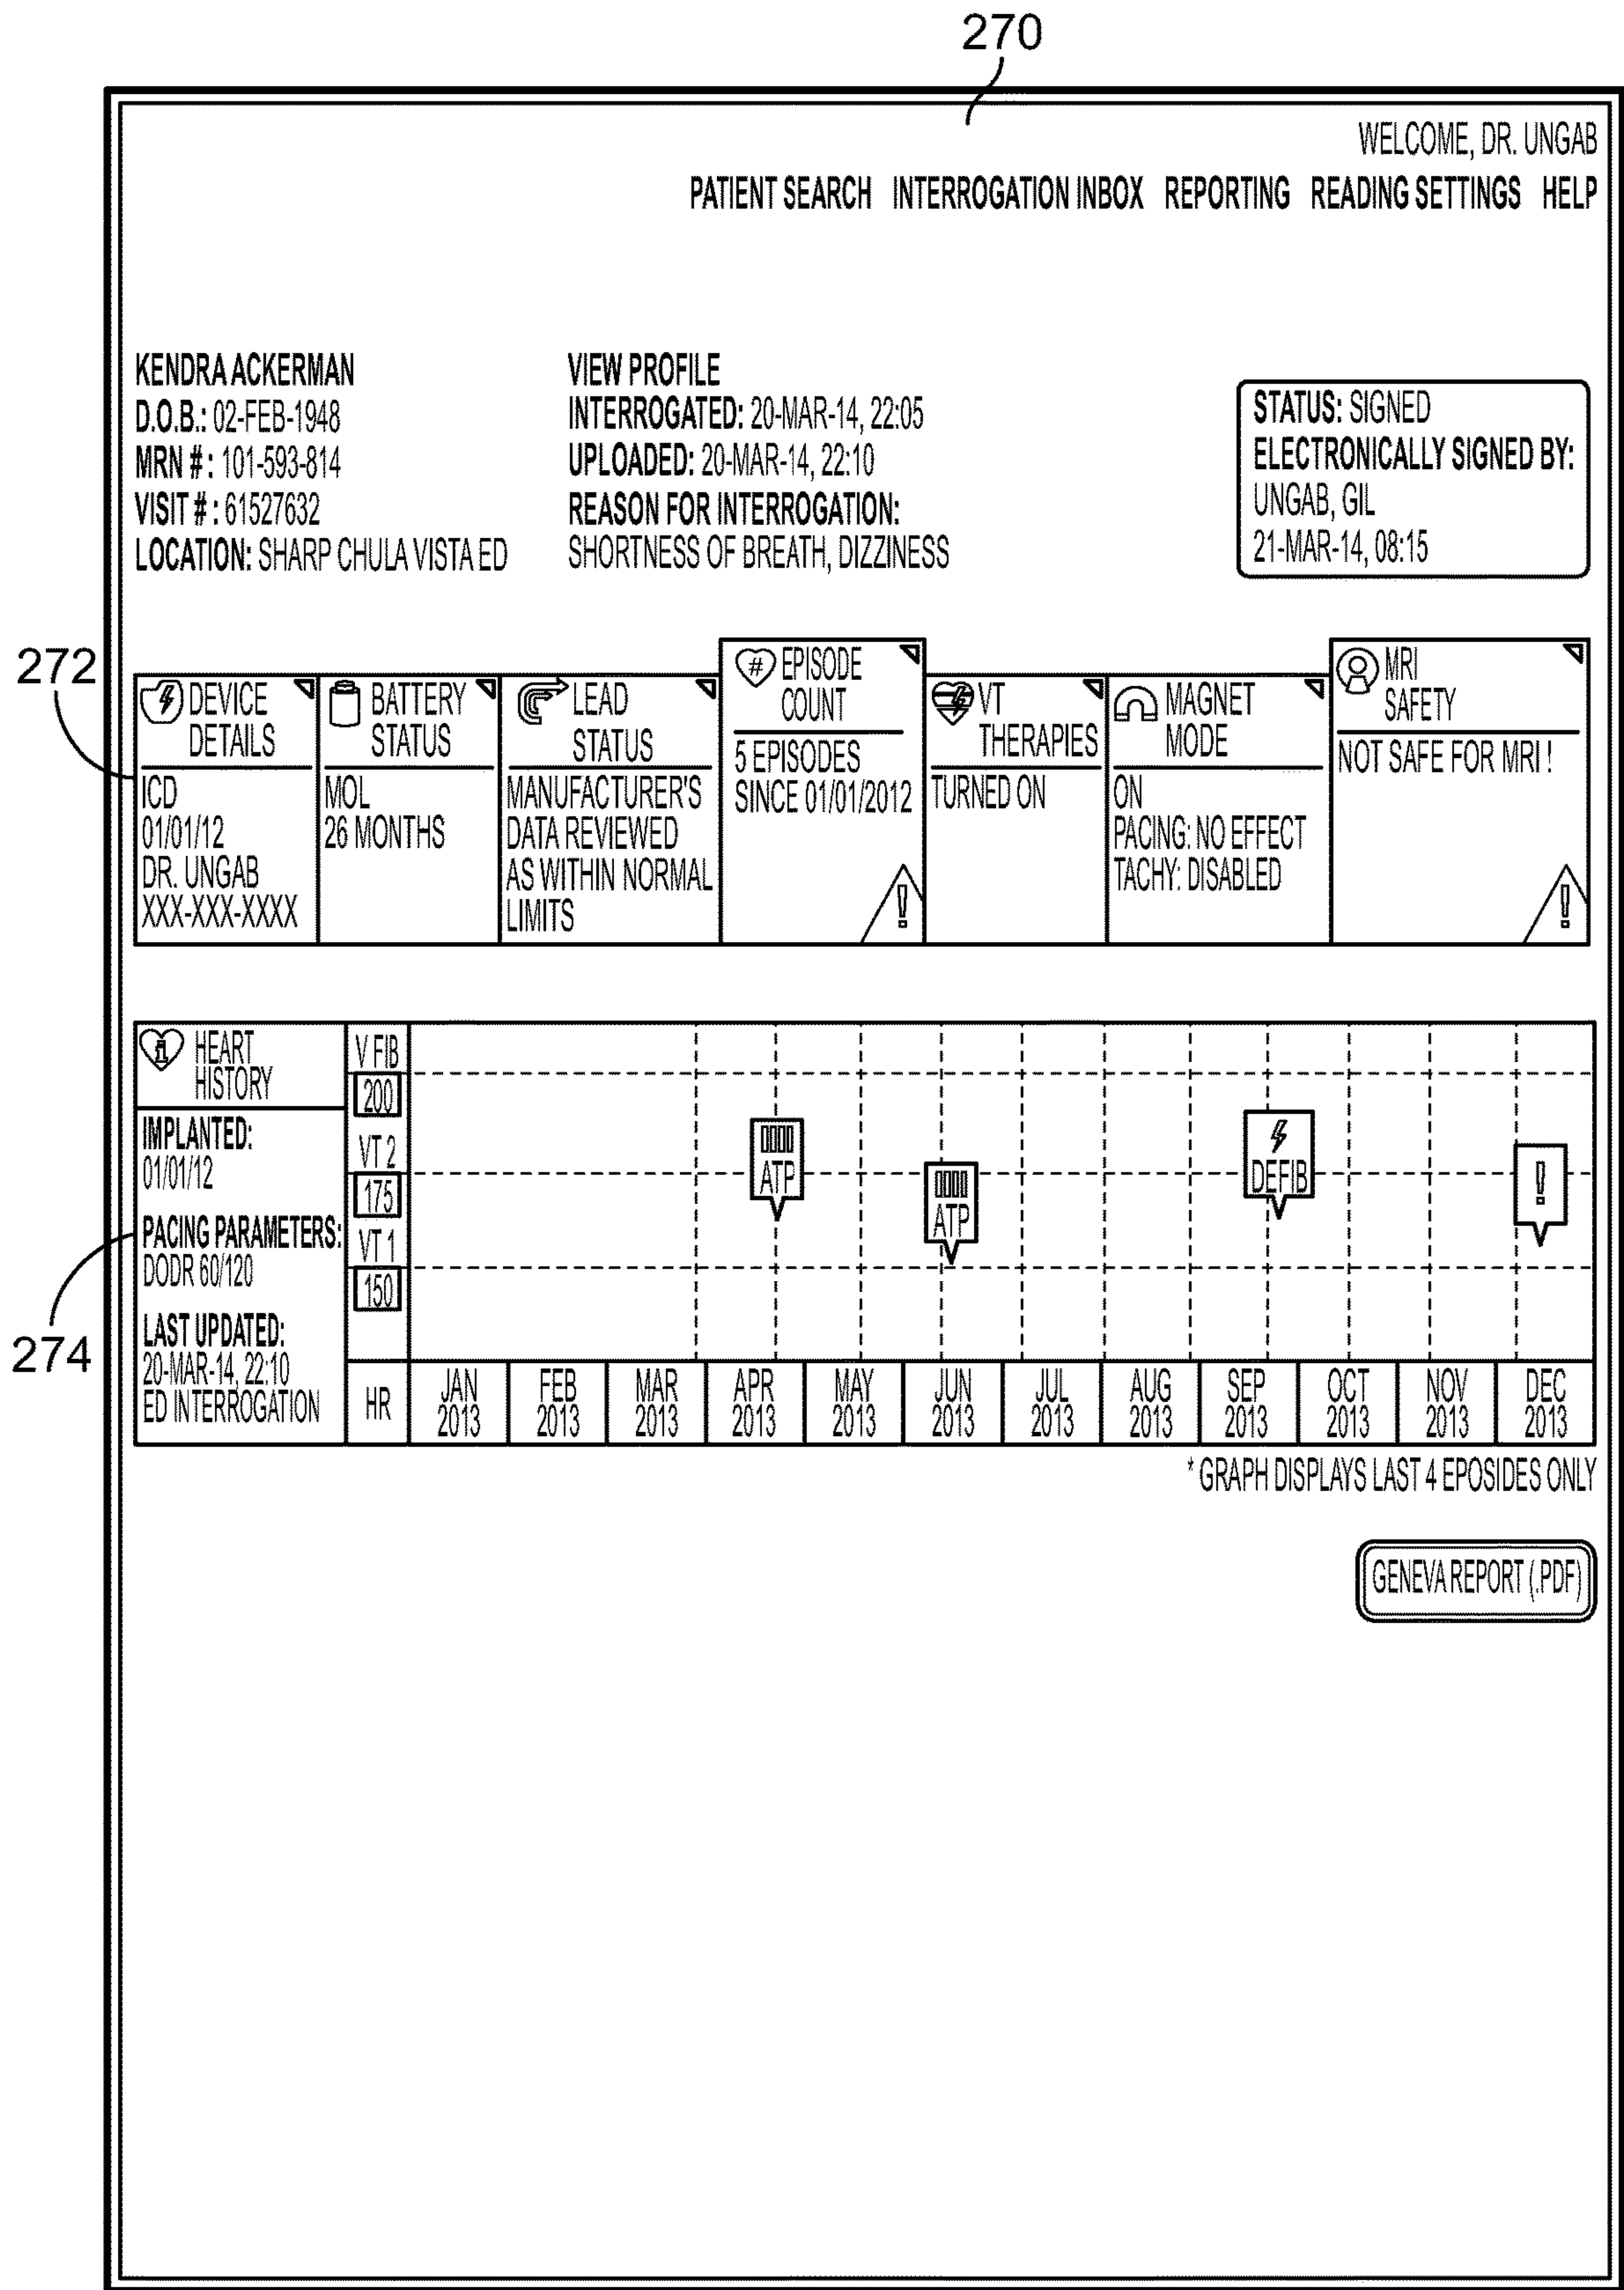 270
WELCOME, DR. UNGAB
PATIENT SEARCH INTERROGATION INBOX REPORTING READING SETTINGS HELP
KENDRA ACKERMAN
D.O.B.: 02-FEB-1948
MRN #: 101-593-814
VISIT #: 61527632
LOCATION: SHARP CHULA VISTA ED
VIEW PROFILE
INTERROGATED: 20-MAR-14, 22:05
UPLOADED: 20-MAR-14, 22:10
REASON FOR INTERROGATION:
SHORTNESS OF BREATH, DIZZINESS
STATUS: SIGNED
ELECTRONICALLY SIGNED BY:
UNGAB, GIL
21-MAR-14, 08:15
272
DEVICE
DETAILS
ICD
01/01/12
DR. UNGAB
XXX-XXX-XXXX
BATTERY
STATUS
MOL
26 MONTHS
LEAD
STATUS
MANUFACTURER'S
DATA REVIEWED
AS WITHIN NORMAL
LIMITS
#
EPISODE
COUNT
5 EPISODES
SINCE 01/01/2012
!
VT
THERAPIES
TURNED ON
MAGNET
MODE
ON
PACING: NO EFFECT
TACHY: DISABLED
MRI
SAFETY
NOT SAFE FOR MRI !
!
274
i
HEART
HISTORY
IMPLANTED:
01/01/12
PACING PARAMETERS:
DODR 60/120
LAST UPDATED:
20-MAR-14, 22:10
ED INTERROGATION
V FIB
200
VT 2
175
VT 1
150
HR
ATP
ATP
DEFIB
!
JAN
2013
FEB
2013
MAR
2013
APR
2013
MAY
2013
JUN
2013
JUL
2013
AUG
2013
SEP
2013
OCT
2013
NOV
2013
DEC
2013
* GRAPH DISPLAYS LAST 4 EPOSIDES ONLY
GENEVA REPORT (.PDF)